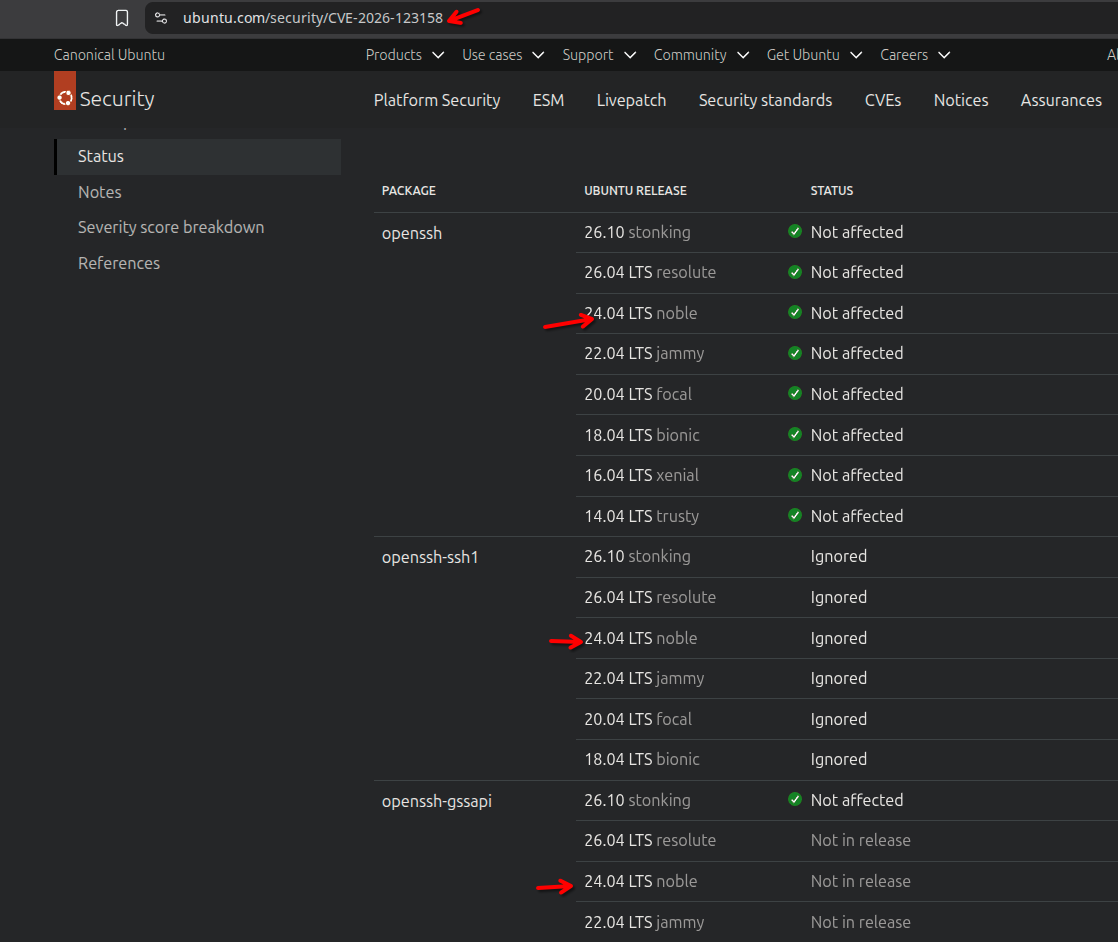 ubuntu.com/security/CVE-2026-123158
Canonical Ubuntu Products Use cases Support Community Get Ubuntu Careers
Security Platform Security ESM Livepatch Security standards CVEs Notices Assurances
Status
Notes
Severity score breakdown
References
PACKAGE UBUNTU RELEASE STATUS
openssh 26.10 stonking Not affected
26.04 LTS resolute Not affected
24.04 LTS noble Not affected
22.04 LTS jammy Not affected
20.04 LTS focal Not affected
18.04 LTS bionic Not affected
16.04 LTS xenial Not affected
14.04 LTS trusty Not affected
openssh-ssh1 26.10 stonking Ignored
26.04 LTS resolute Ignored
24.04 LTS noble Ignored
22.04 LTS jammy Ignored
20.04 LTS focal Ignored
18.04 LTS bionic Ignored
openssh-gssapi 26.10 stonking Not affected
26.04 LTS resolute Not in release
24.04 LTS noble Not in release
22.04 LTS jammy Not in release